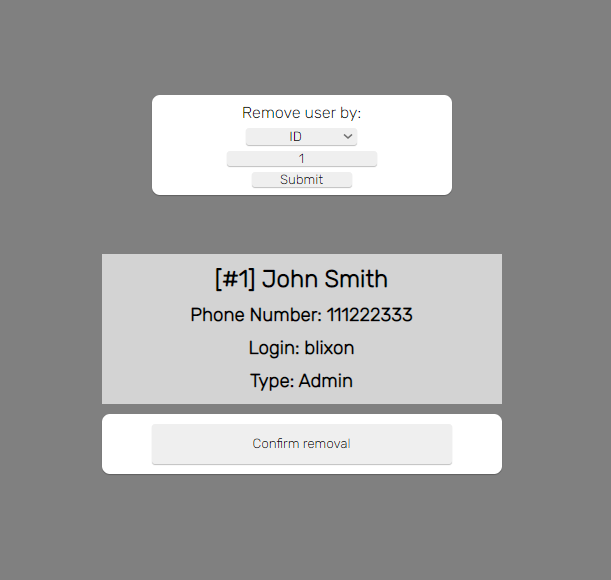 Remove user by:
ID
1
Submit
[#1] John Smith
Phone Number: 111222333
Login: blixon
Type: Admin
Confirm removal